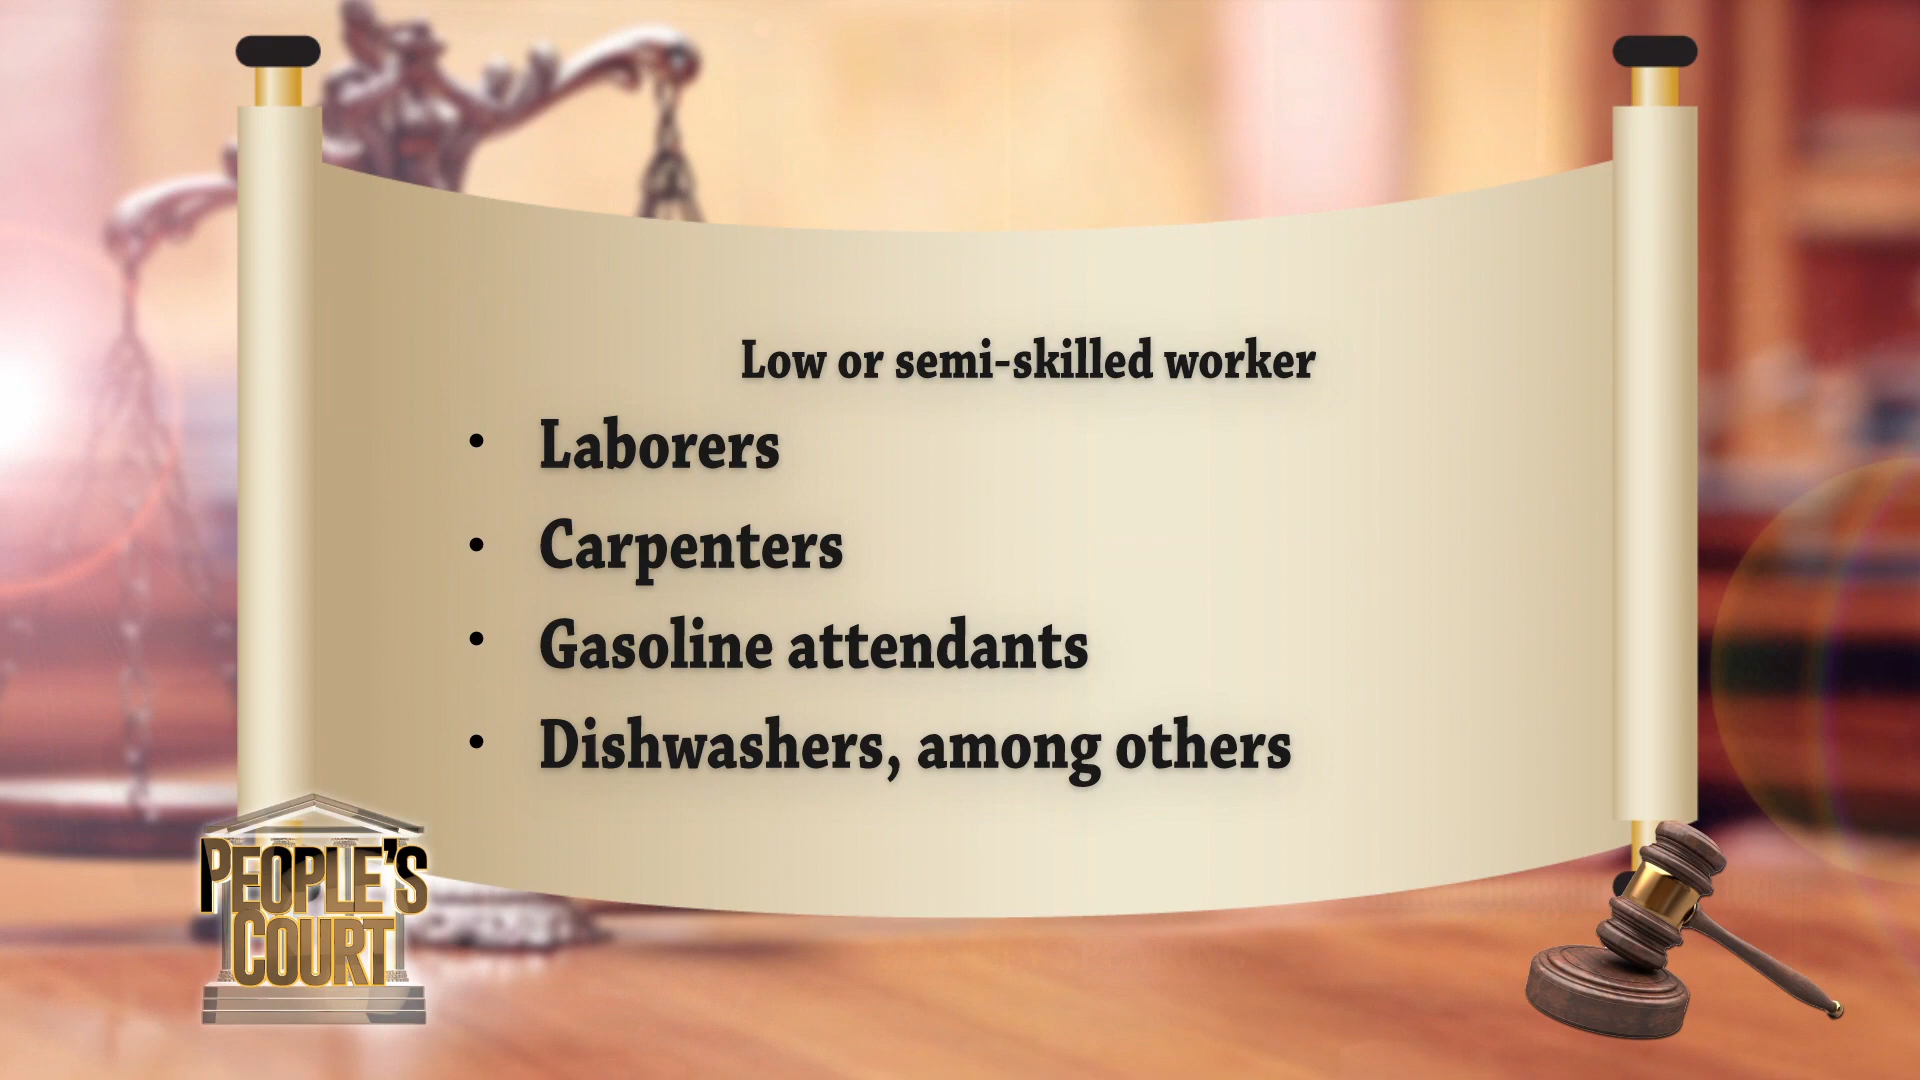 Low or semi-skilled worker
• Laborers
• Carpenters
• Gasoline attendants
• Dishwashers, among others
PEOPLE'S
COURT